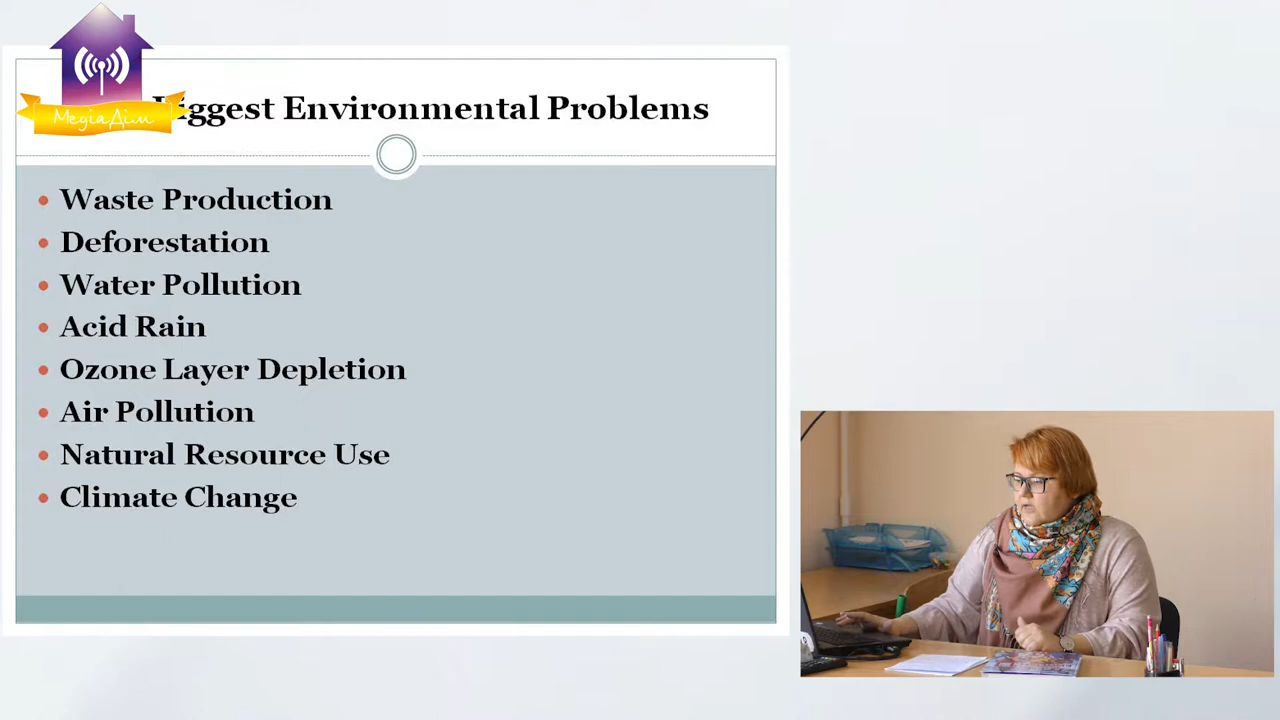 МедіаДім
Biggest Environmental Problems
Waste Production
Deforestation
Water Pollution
Acid Rain
Ozone Layer Depletion
Air Pollution
Natural Resource Use
Climate Change